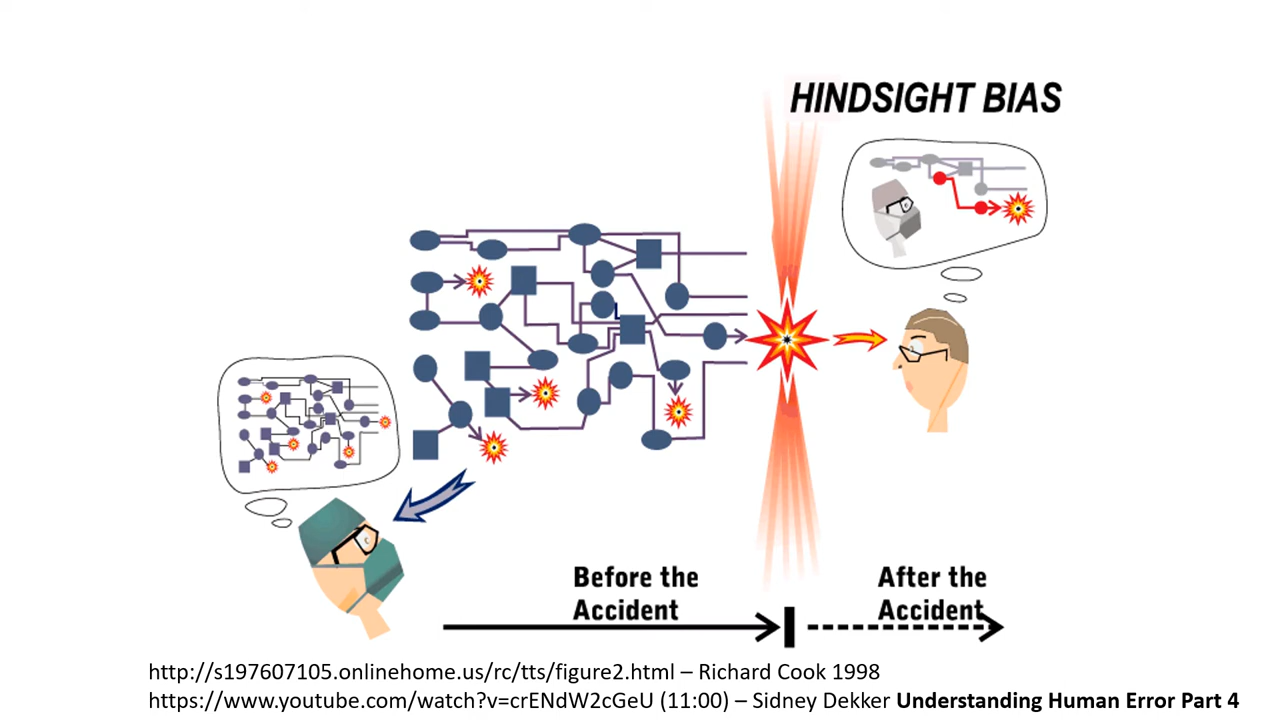 HINDSIGHT BIAS
Before the
Accident
After the
Accident
http://s197607105.onlinehome.us/rc/tts/figure2.html – Richard Cook 1998
https://www.youtube.com/watch?v=crENdW2cGeU (11:00) – Sidney Dekker Understanding Human Error Part 4